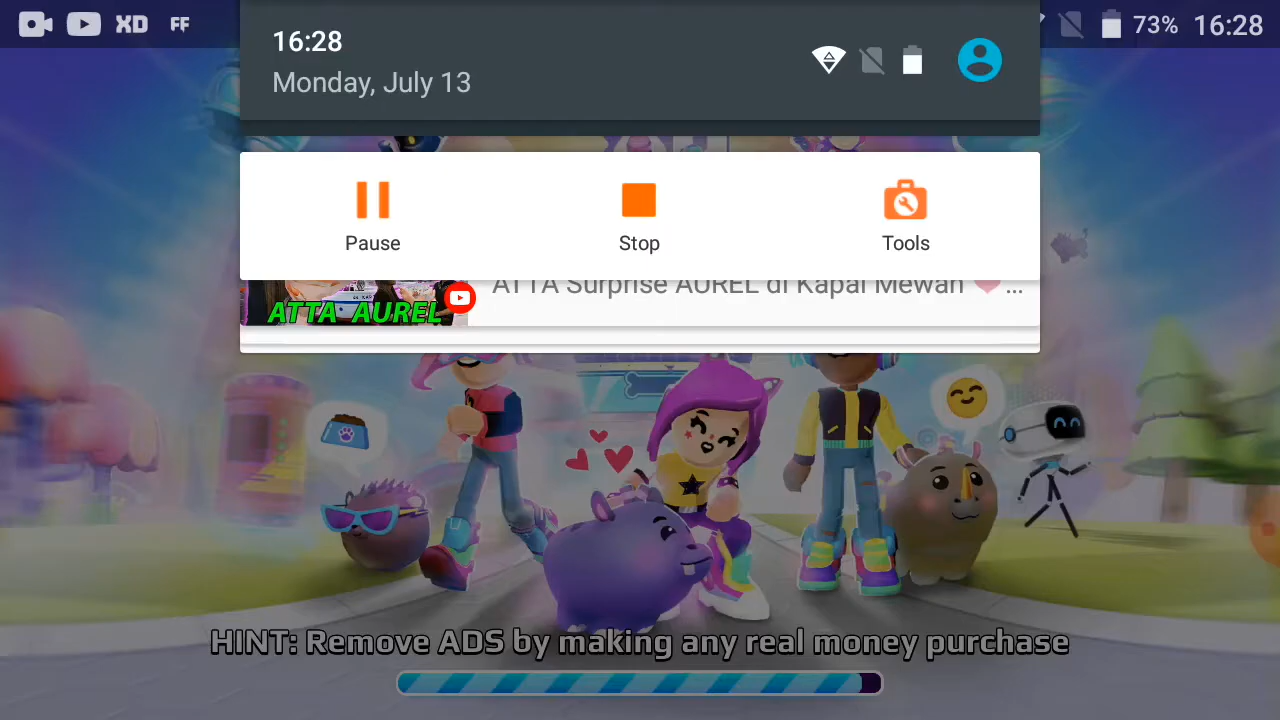 XD FF 73% 16:28
16:28
Monday, July 13
Pause Stop Tools
ATTA Surprise AUREL di Kapal Mewah ❤ ...
ATTA AUREL
HINT: Remove ADS by making any real money purchase